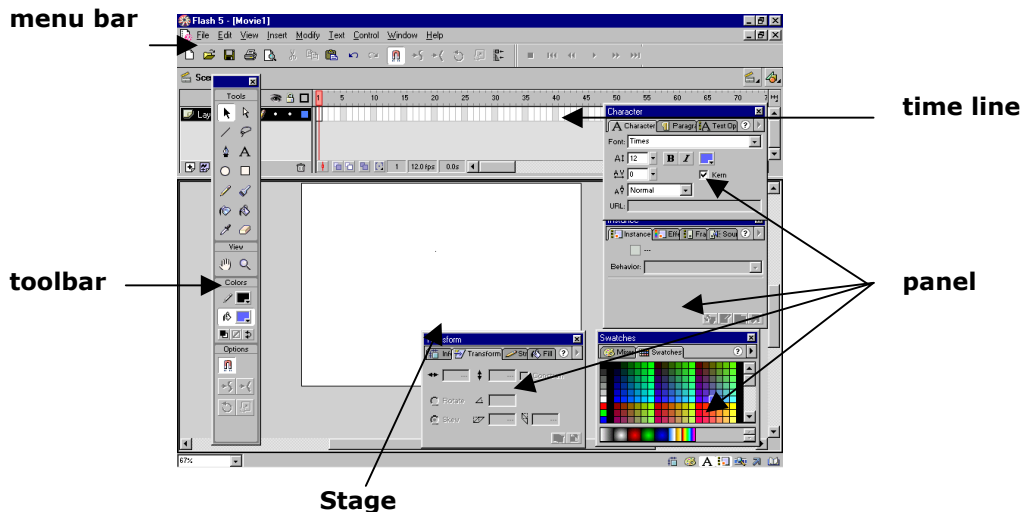 menu bar
Flash 5 - [Movie1]
File Edit View Insert Modify Text Control Window Help
Tools
1 5 10 15 20 25 30 35 40 45 50 55 60 65 70
time line
Character
Character
Font: Times
12 B I
0 Kern
Normal
URL:
1 12.0 fps 0.0s
View
Instance
Behavior:
toolbar
Colors
panel
Options
Transform
Constrain
Rotate
Skew
Fill
Swatches
Swatches
67%
Stage